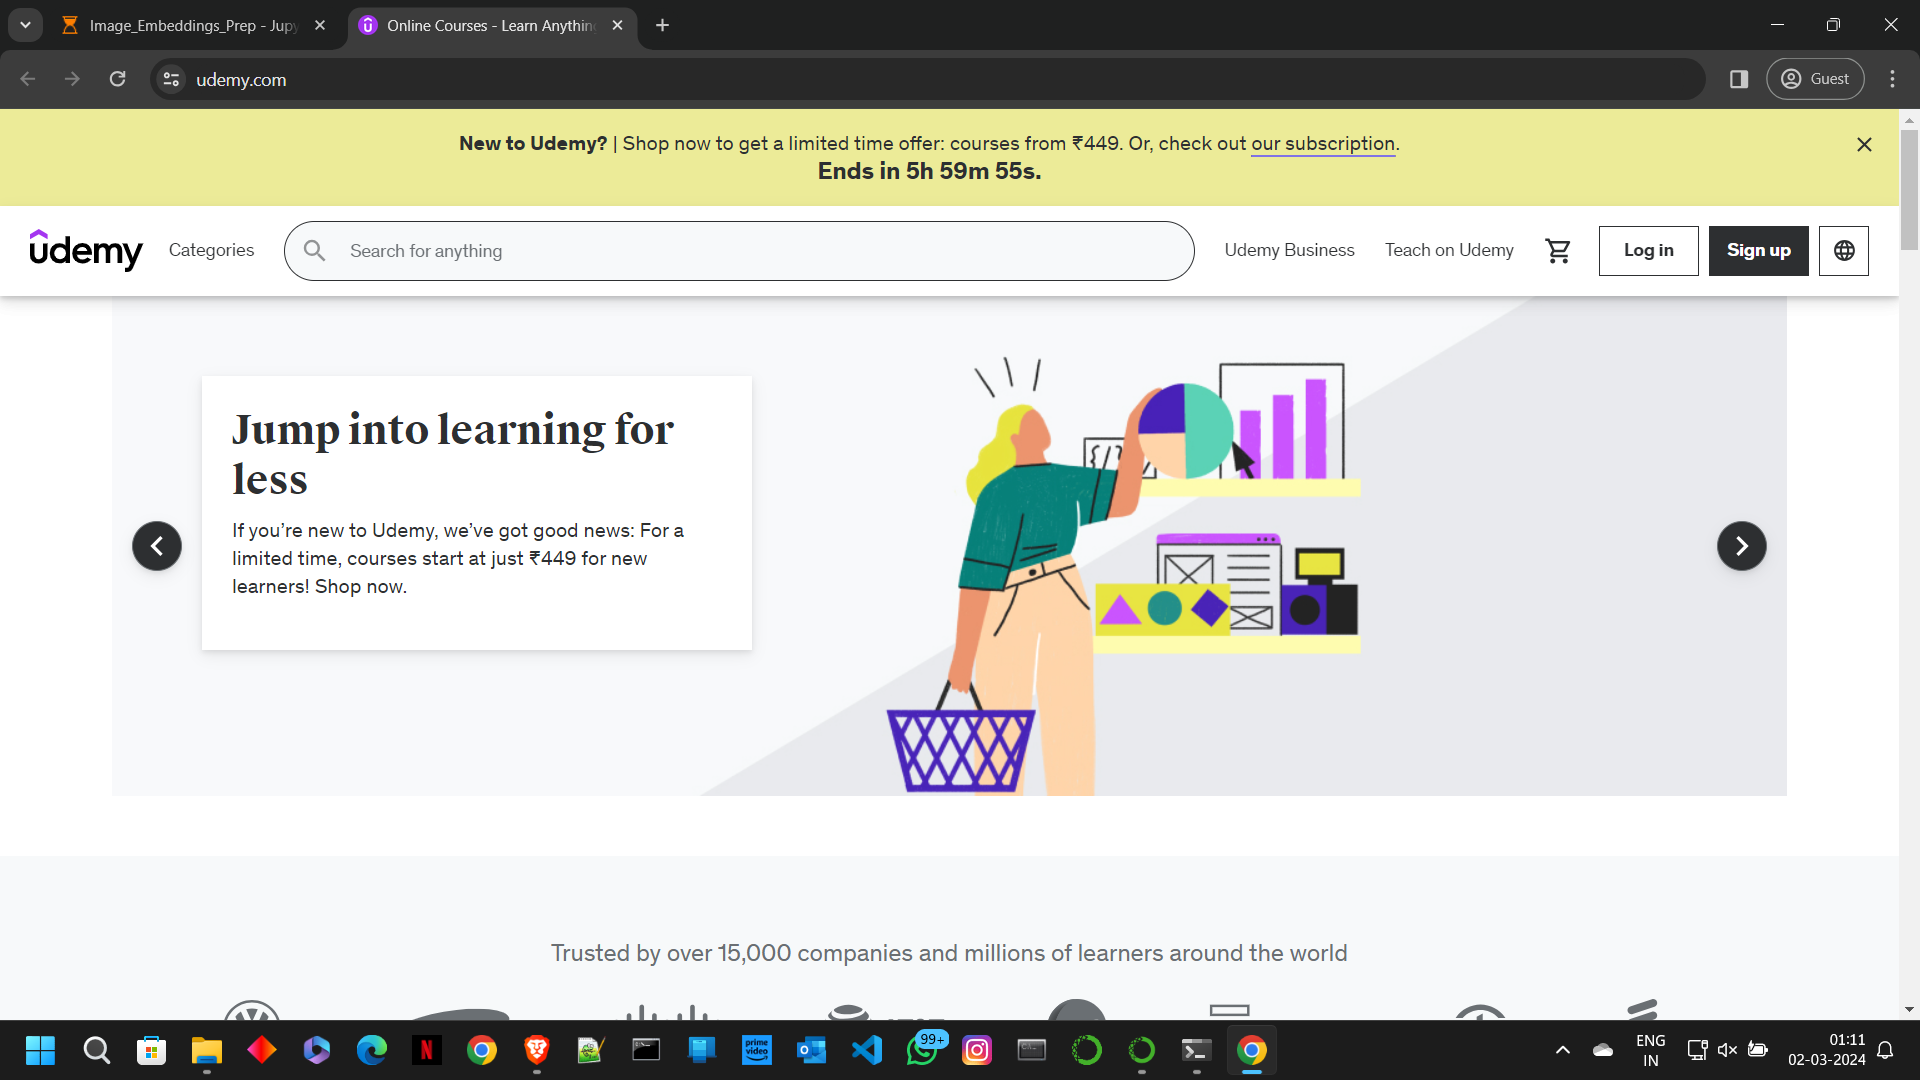 Image_Embeddings_Prep - Jupy
Online Courses - Learn Anything
udemy.com
Guest
New to Udemy? | Shop now to get a limited time offer: courses from ₹449. Or, check out our subscription.
Ends in 5h 59m 55s.
udemy
Categories
Search for anything
Udemy Business
Teach on Udemy
Log in
Sign up
Jump into learning for
less
If you’re new to Udemy, we’ve got good news: For a
limited time, courses start at just ₹449 for new
learners! Shop now.
{/}
Trusted by over 15,000 companies and millions of learners around the world
N
prime video
99+
ENG
IN
01:11
02-03-2024